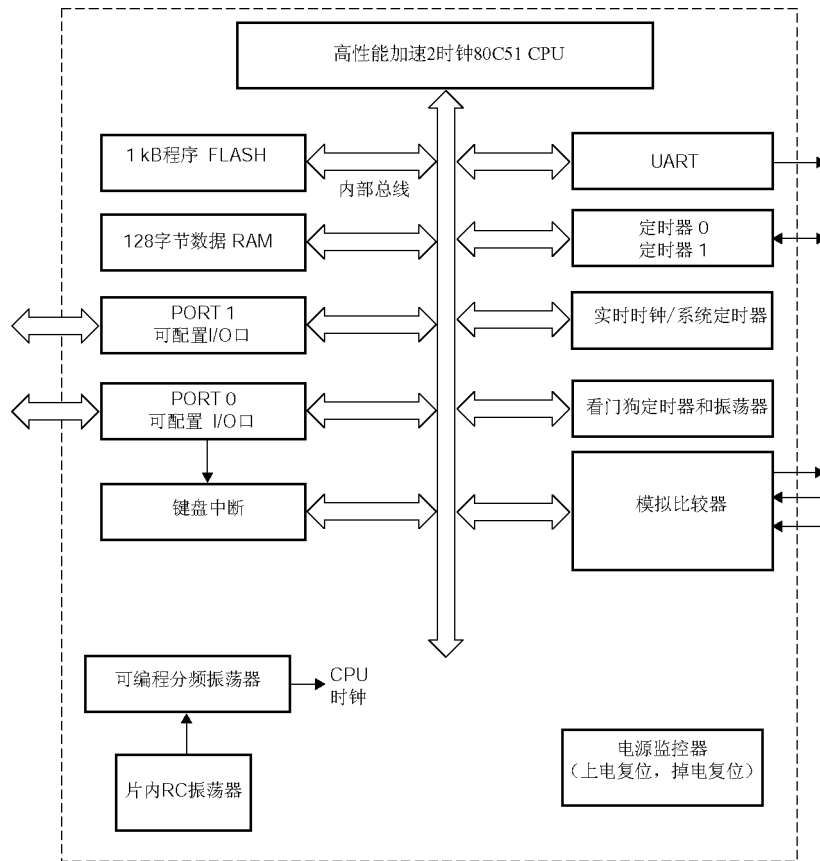 高性能加速2时钟80C51 CPU
1 kB程序 FLASH
UART
内部总线
128字节数据 RAM
定时器 0
定时器 1
PORT 1
可配置I/O口
实时时钟/系统定时器
PORT 0
可配置 I/O口
看门狗定时器和振荡器
键盘中断
模拟比较器
可编程分频振荡器
CPU
时钟
电源监控器
（上电复位，掉电复位）
片内RC振荡器